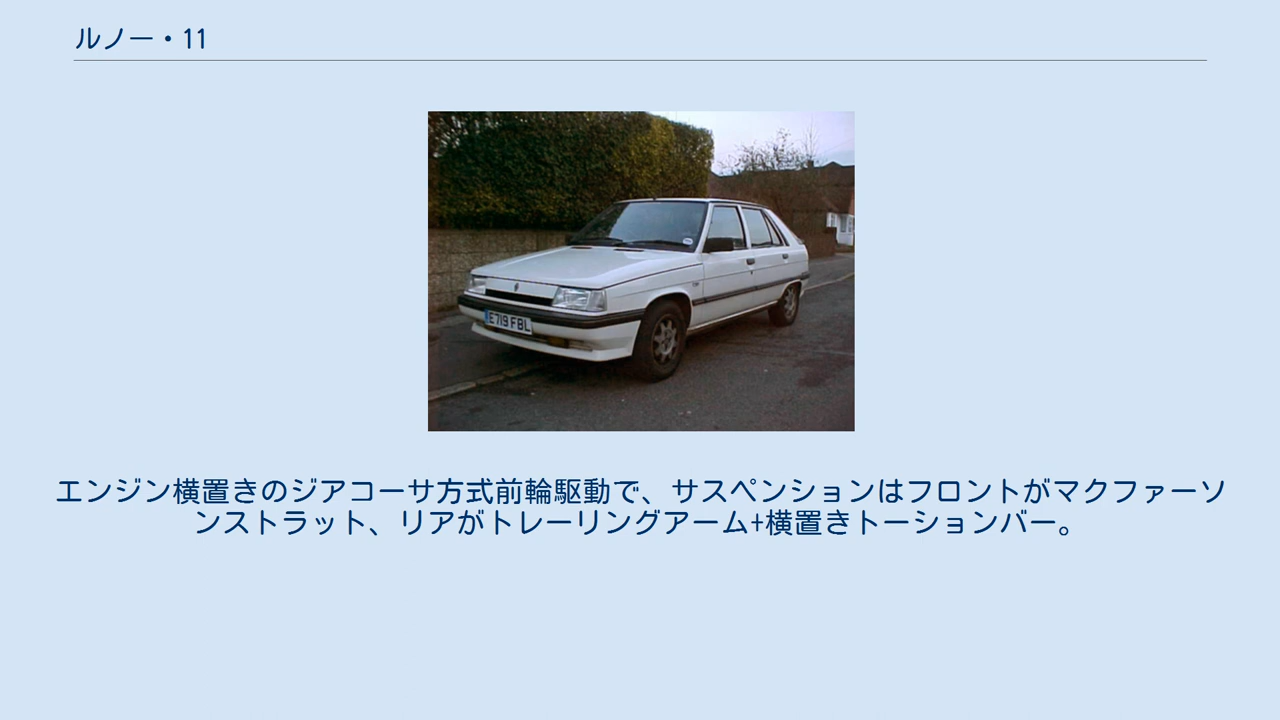 ルノー・11
E719 FBL
エンジン横置きのジアコーサ方式前輪駆動で、サスペンションはフロントがマクファーソ
ンストラット、リアがトレーリングアーム+横置きトーションバー。